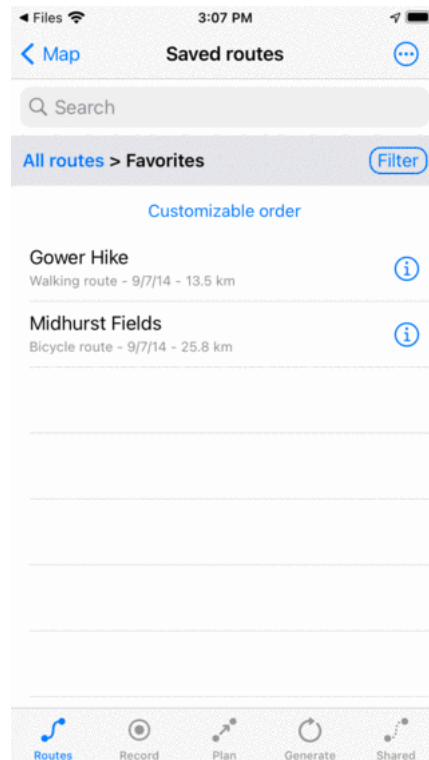 Files 3:07 PM
Map Saved routes
Search
All routes > Favorites Filter
Customizable order
Gower Hike
Walking route - 9/7/14 - 13.5 km
Midhurst Fields
Bicycle route - 9/7/14 - 25.8 km
Routes Record Plan Generate Shared